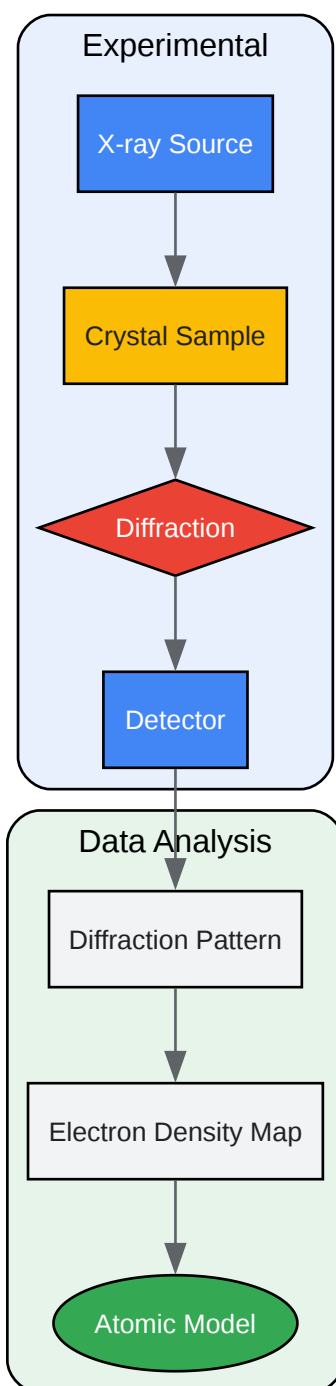 Experimental
X-ray Source
Crystal Sample
Diffraction
Detector
Data Analysis
Diffraction Pattern
Electron Density Map
Atomic Model